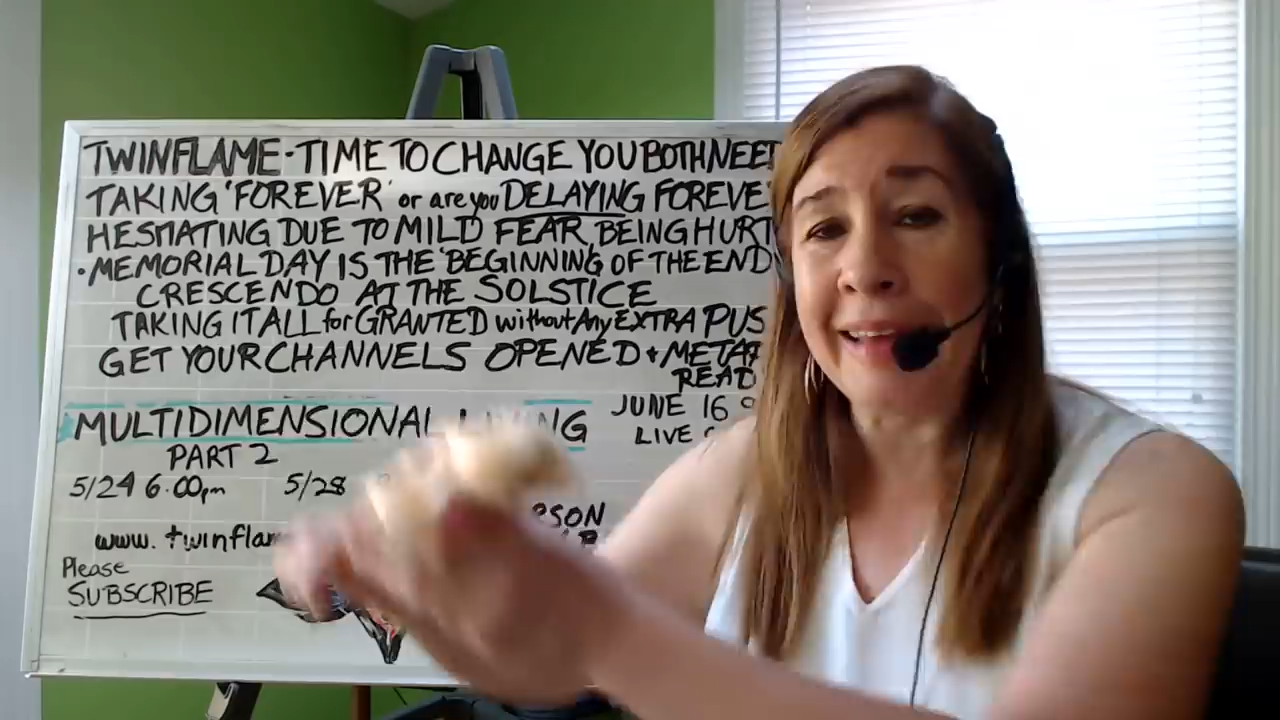 TWINFLAME • TIME TO CHANGE YOU BOTH NEED
TAKING 'FOREVER' or are you DELAYING FOREVE
HESITATING DUE TO MILD FEAR, BEING HURT
• MEMORIAL DAY IS THE 'BEGINNING' OF THE END
CRESCENDO AT THE SOLSTICE
TAKING IT ALL for GRANTED without Any EXTRA PUS
GET YOUR CHANNELS OPENED + META
READ
MULTIDIMENSIONAL
JUNE 16
LIVE
PART 2
5/24 6:00pm 5/28
RSON
www. twinflam
Please
SUBSCRIBE